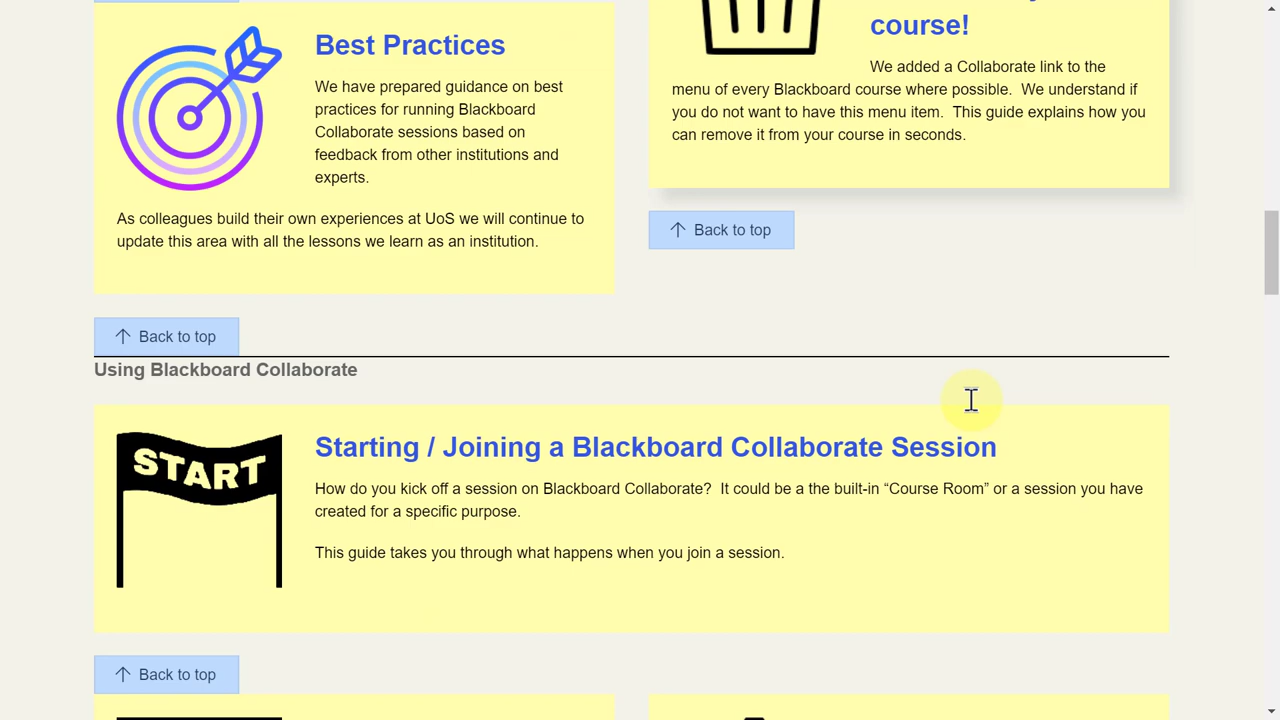 Best Practices
We have prepared guidance on best
practices for running Blackboard
Collaborate sessions based on
feedback from other institutions and
experts.
As colleagues build their own experiences at UoS we will continue to
update this area with all the lessons we learn as an institution.
Back to top
course!
We added a Collaborate link to the
menu of every Blackboard course where possible.  We understand if
you do not want to have this menu item.  This guide explains how you
can remove it from your course in seconds.
Back to top
Using Blackboard Collaborate
START
Starting / Joining a Blackboard Collaborate Session
How do you kick off a session on Blackboard Collaborate?  It could be a the built-in “Course Room” or a session you have
created for a specific purpose.
This guide takes you through what happens when you join a session.
Back to top